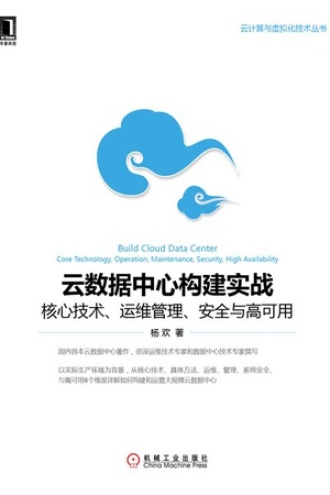 云计算与虚拟化技术丛书
华章科技
Build Cloud Data Center
Core Technology, Operation, Maintenance, Security, High Availability
云数据中心构建实战
核心技术、运维管理、安全与高可用
杨欢 著
国内首本云数据中心著作，资深运维技术专家和数据中心技术专家撰写
以实际生产环境为背景，从核心技术、具体方法、运维、管理、系统安全、
与高可用6个维度详解如何构建和运营大规模云数据中心
机械工业出版社
China Machine Press